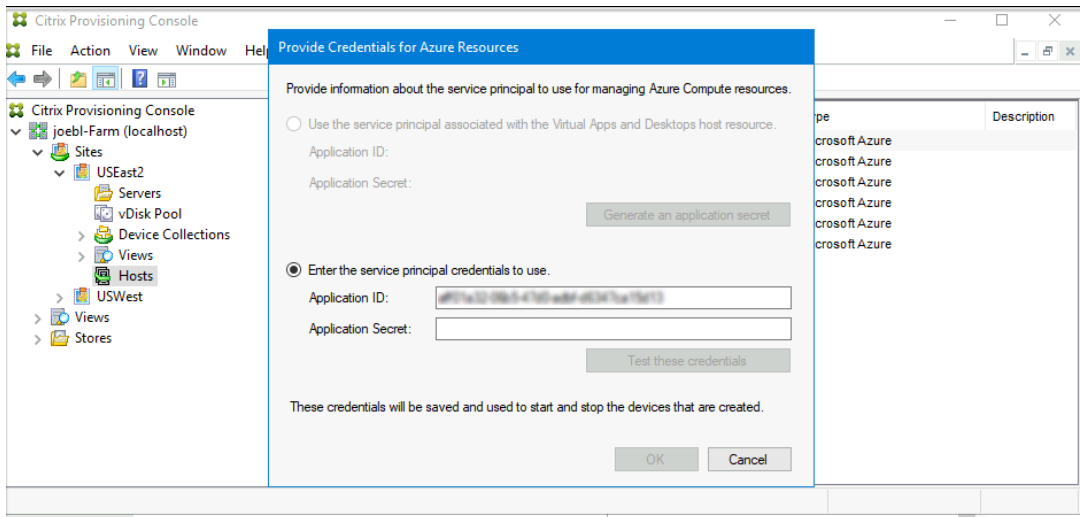 Citrix Provisioning Console
File Action View Window Hel
Provide Credentials for Azure Resources
Provide information about the service principal to use for managing Azure Compute resources.
Use the service principal associated with the Virtual Apps and Desktops host resource.
Application ID:
Application Secret:
Generate an application secret
Enter the service principal credentials to use.
Application ID:
Application Secret:
Test these credentials
These credentials will be saved and used to start and stop the devices that are created.
OK Cancel
Citrix Provisioning Console
joebl-Farm (localhost)
Sites
USEast2
Servers
vDisk Pool
Device Collections
Views
Hosts
USWest
Views
Stores
pe Description
crosoft Azure
crosoft Azure
crosoft Azure
crosoft Azure
crosoft Azure
crosoft Azure